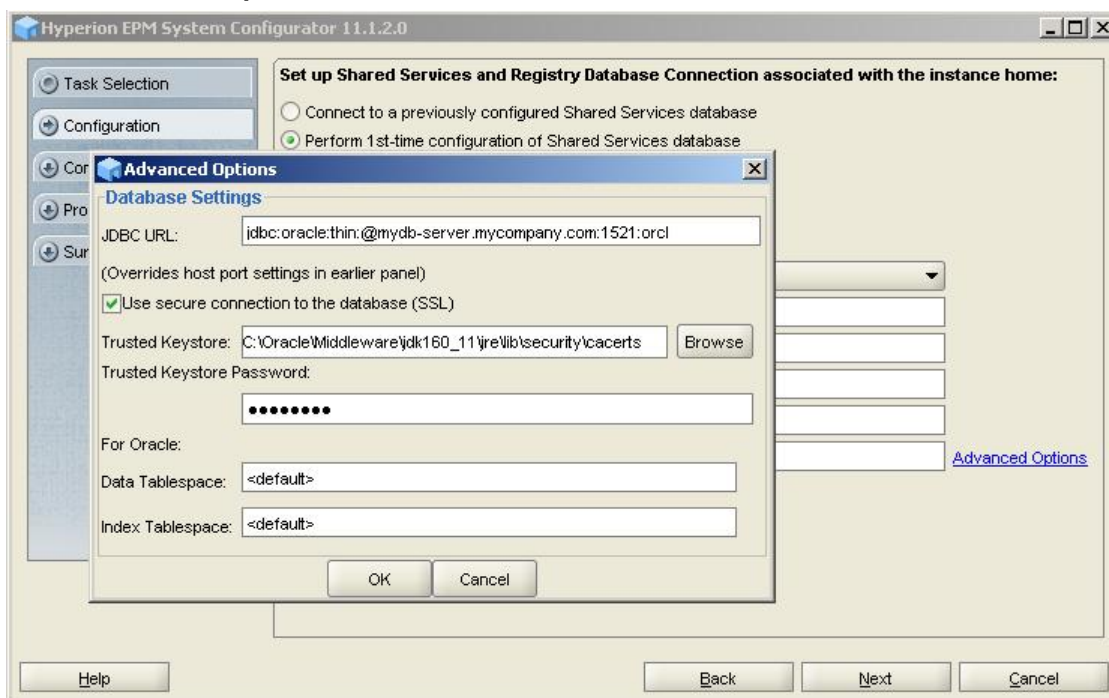 Hyperion EPM System Configurator 11.1.2.0
Task Selection
Configuration
Cor
Pro
Sur
Set up Shared Services and Registry Database Connection associated with the instance home:
Connect to a previously configured Shared Services database
Perform 1st-time configuration of Shared Services database
Advanced Options
Database Settings
JDBC URL: jdbc:oracle:thin:@mydb-server.mycompany.com:1521:orcl
(Overrides host port settings in earlier panel)
Use secure connection to the database (SSL)
Trusted Keystore: C:\Oracle\Middleware\jdk160_11\jre\lib\security\cacerts Browse
Trusted Keystore Password:
••••••••
For Oracle:
Data Tablespace: <default>
Index Tablespace: <default>
OK Cancel
Advanced Options
Help Back Next Cancel